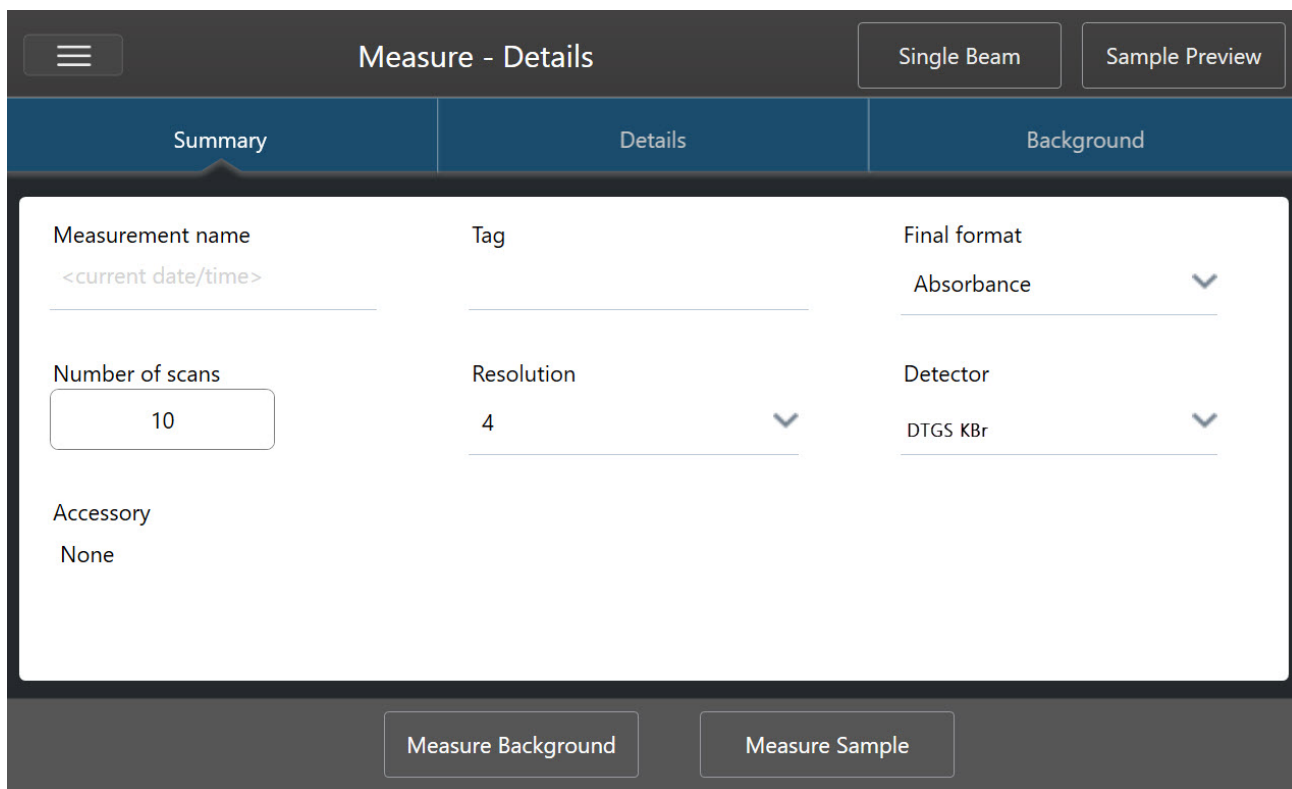 Measure - Details
Single Beam
Sample Preview
Summary
Details
Background
Measurement name
<current date/time>
Tag
Final format
Absorbance
Number of scans
10
Resolution
4
Detector
DTGS KBr
Accessory
None
Measure Background
Measure Sample